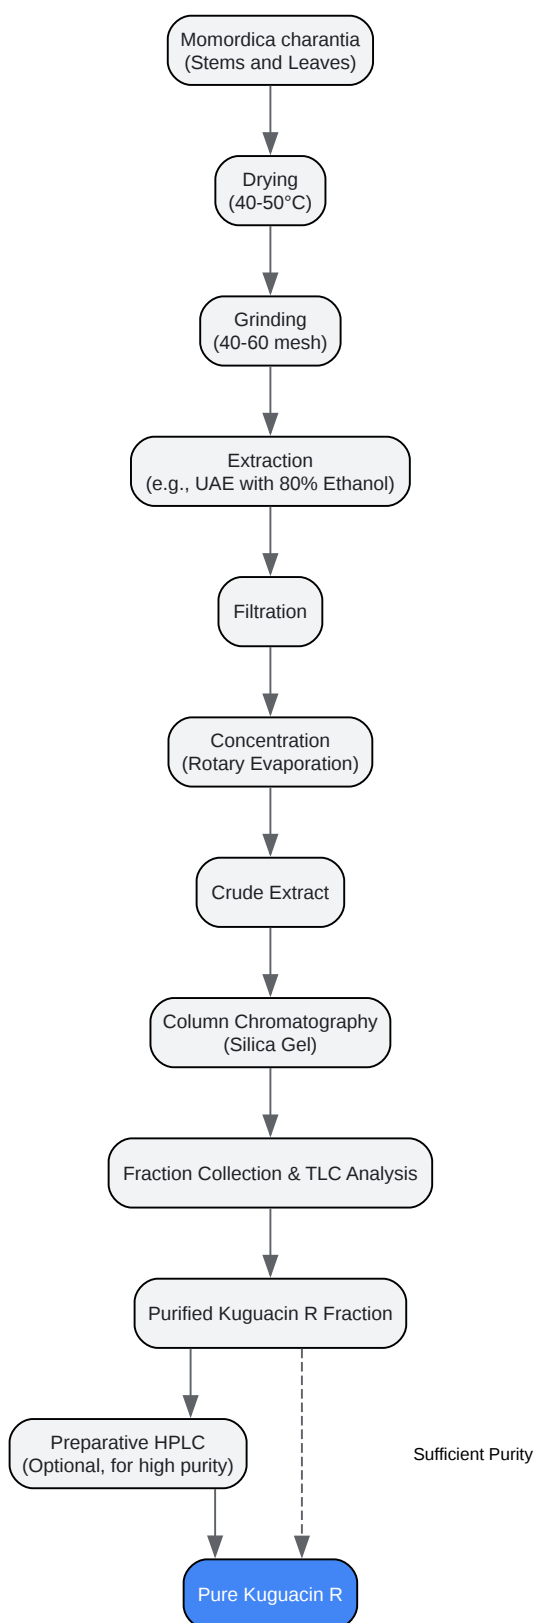 Momordica charantia
(Stems and Leaves)
Drying
(40-50°C)
Grinding
(40-60 mesh)
Extraction
(e.g., UAE with 80% Ethanol)
Filtration
Concentration
(Rotary Evaporation)
Crude Extract
Column Chromatography
(Silica Gel)
Fraction Collection & TLC Analysis
Purified Kuguacin R Fraction
Preparative HPLC
(Optional, for high purity)
Sufficient Purity
Pure Kuguacin R